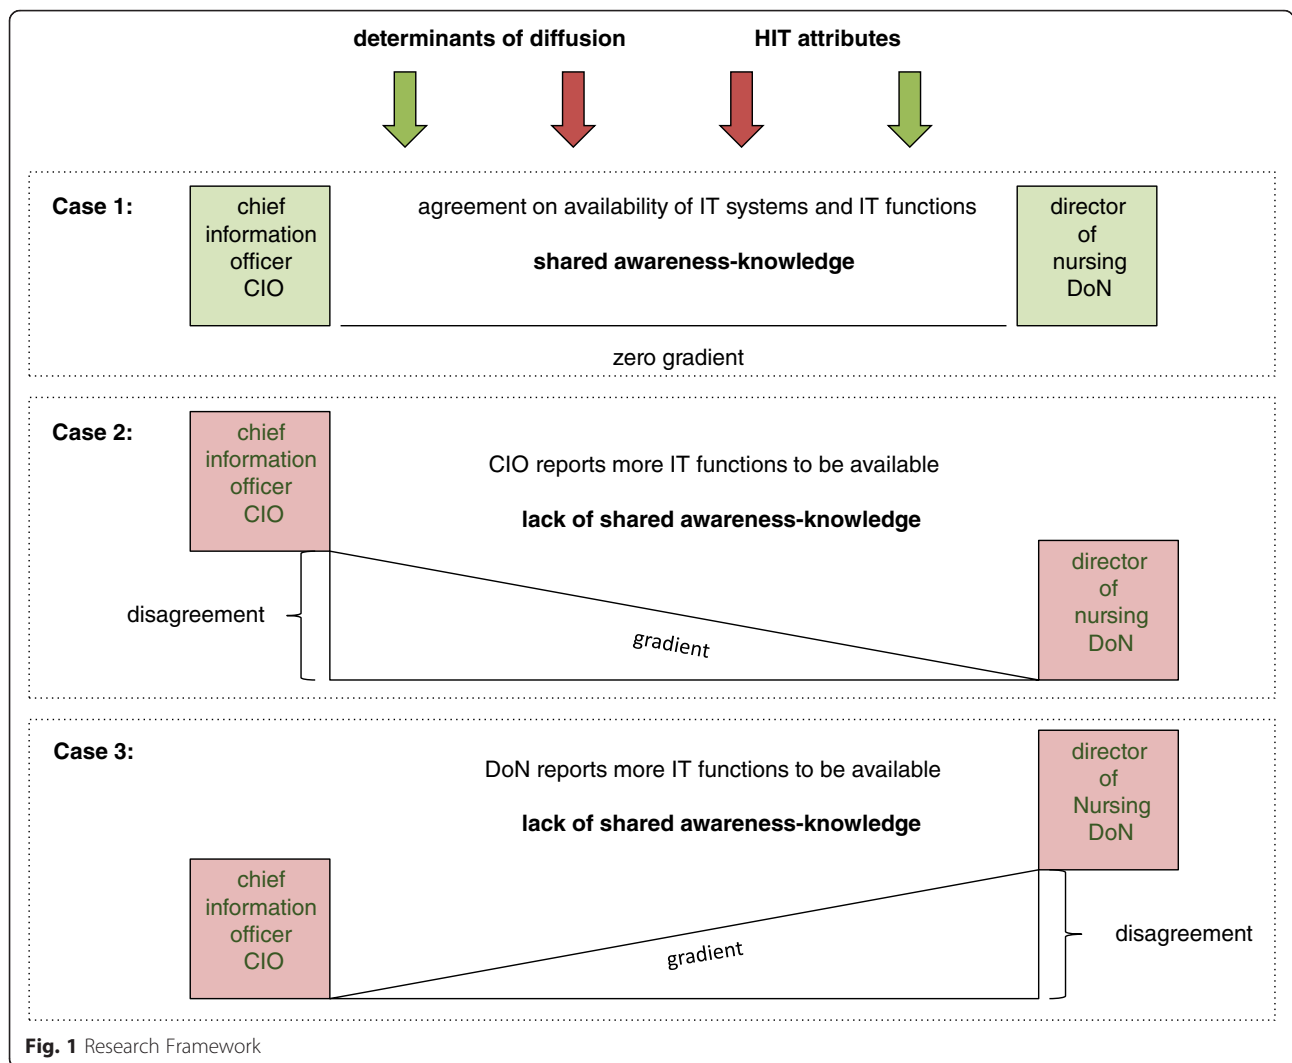 determinants of diffusion HIT attributes
Case 1:
chief
information
officer
CIO
agreement on availability of IT systems and IT functions
shared awareness-knowledge
zero gradient
director
of
nursing
DoN
Case 2:
chief
information
officer
CIO
CIO reports more IT functions to be available
lack of shared awareness-knowledge
disagreement
gradient
director
of
nursing
DoN
Case 3:
DoN reports more IT functions to be available
lack of shared awareness-knowledge
director
of
Nursing
DoN
chief
information
officer
CIO
gradient
disagreement
Fig. 1 Research Framework